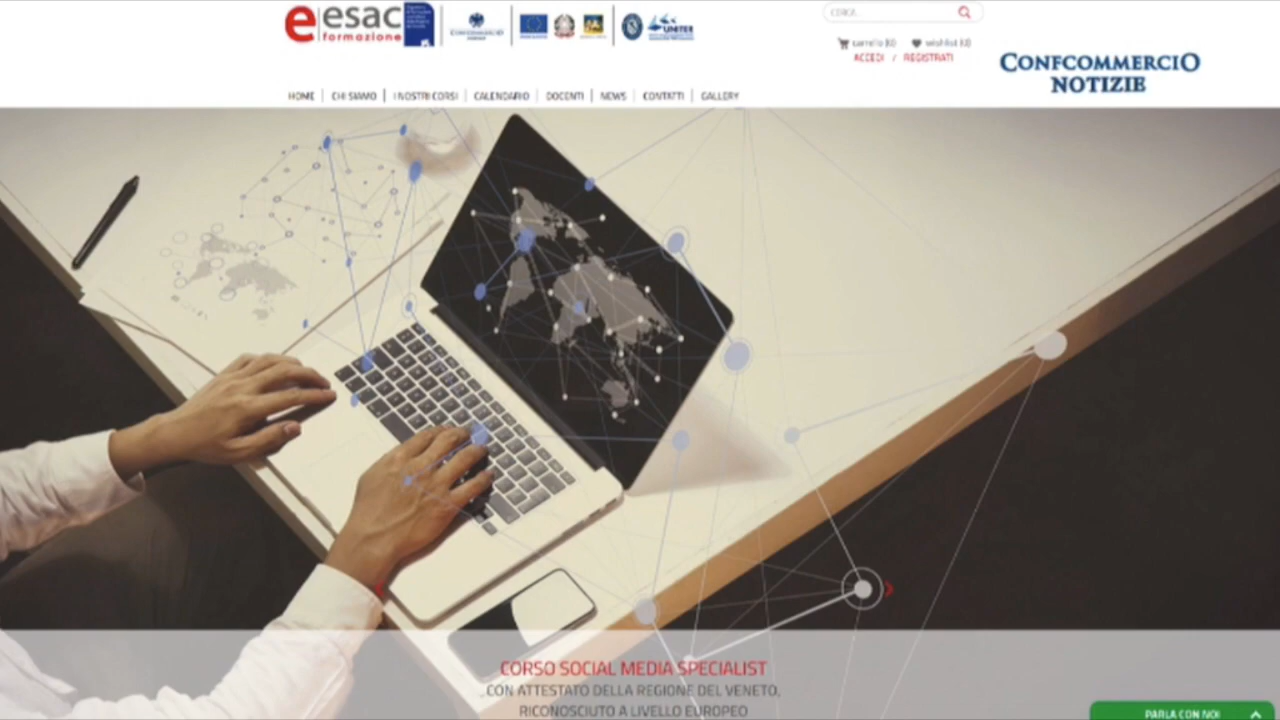 esac
formazione
UNITER
CERCA...
carrello (0) wishlist (0)
ACCEDI / REGISTRATI
CONFCOMMERCIO
NOTIZIE
HOME CHI SIAMO I NOSTRI CORSI CALENDARIO DOCENTI NEWS CONTATTI GALLERY
CORSO SOCIAL MEDIA SPECIALIST
CON ATTESTATO DELLA REGIONE DEL VENETO,
RICONOSCIUTO A LIVELLO EUROPEO
PARLA CON NOI